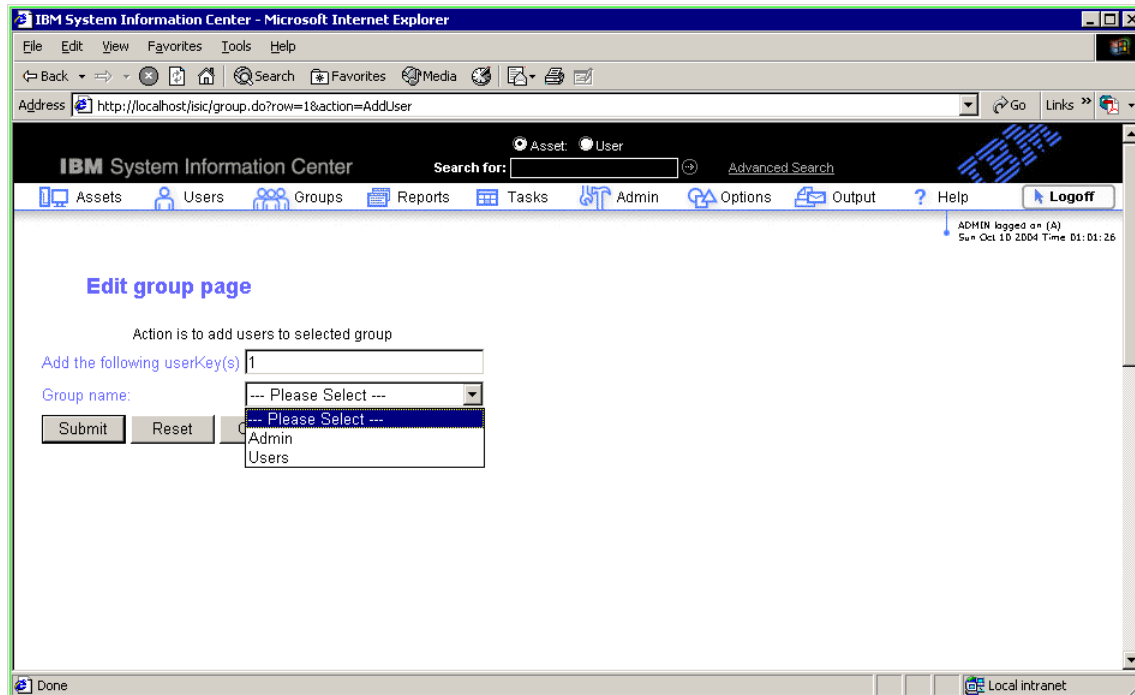 IBM System Information Center - Microsoft Internet Explorer
File Edit View Favorites Tools Help
Back Search Favorites Media
Address http://localhost/isic/group.do?row=1&action=AddUser Go Links »
Asset: User
IBM System Information Center Search for: Advanced Search
IBM
Assets Users Groups Reports Tasks Admin Options Output ? Help Logoff
ADMIN logged on (A)
Sun Oct 10 2004 Time 01:01:26
Edit group page
Action is to add users to selected group
Add the following userKey(s) 1
Group name: --- Please Select ---
--- Please Select ---
Submit Reset
Admin
Users
Done Local intranet